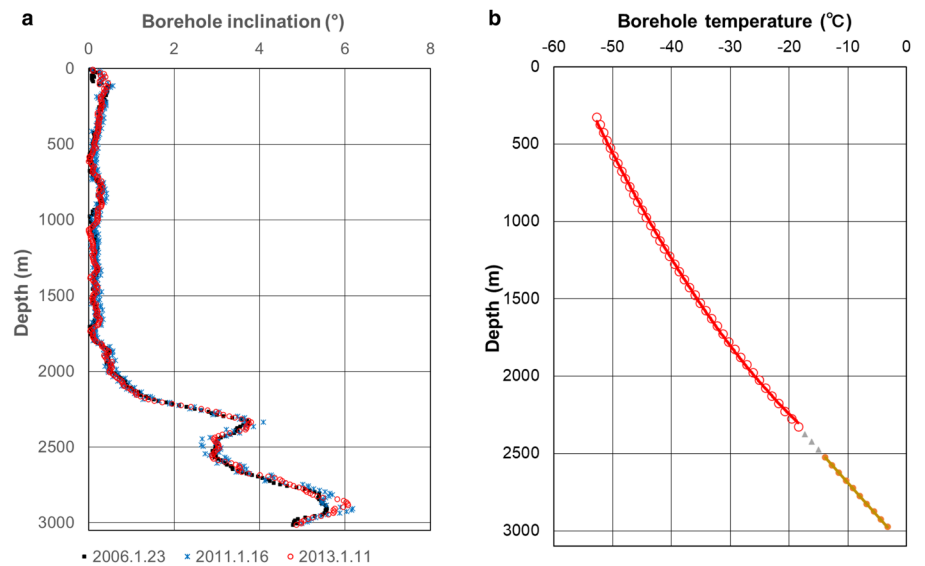 a
Borehole inclination (°)
0 2 4 6 8
0
500
1000
1500
2000
2500
3000
Depth (m)
2006.1.23 2011.1.16 2013.1.11
b
Borehole temperature (℃)
-60 -50 -40 -30 -20 -10 0
0
500
1000
1500
2000
2500
3000
Depth (m)